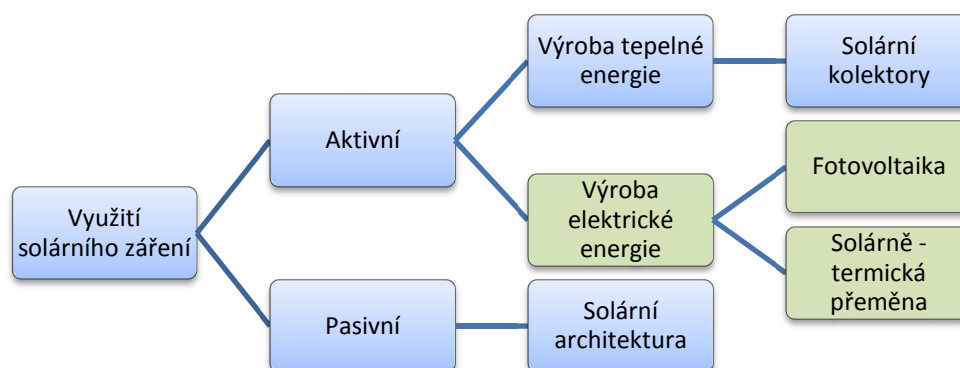 Využití
solárního záření
Aktivní
Výroba tepelné
energie
Solární
kolektory
Výroba
elektrické
energie
Fotovoltaika
Solárně -
termická
přeměna
Pasivní
Solární
architektura